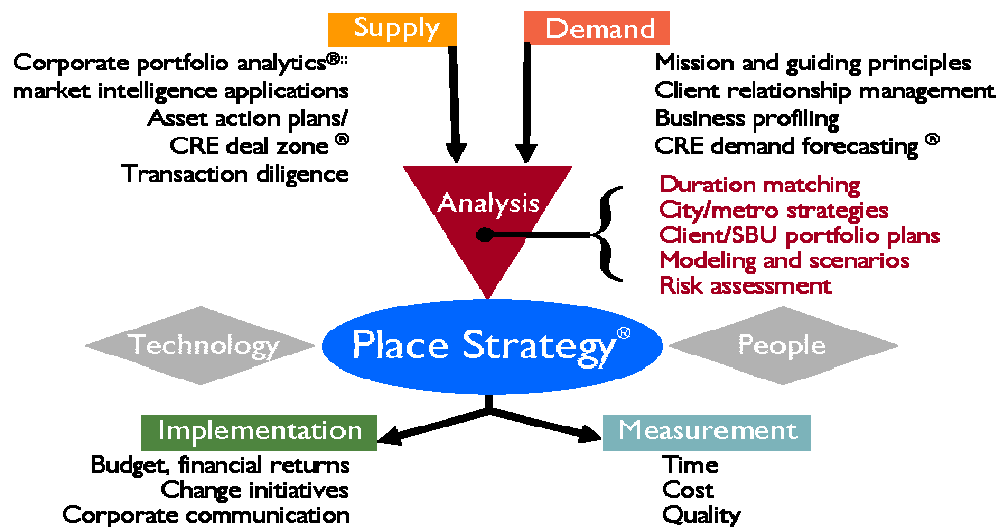 Supply
Demand
Corporate portfolio analytics®::
market intelligence applications
Asset action plans/
CRE deal zone ®
Transaction diligence
Mission and guiding principles
Client relationship management
Business profiling
CRE demand forecasting ®
Analysis
Duration matching
City/metro strategies
Client/SBU portfolio plans
Modeling and scenarios
Risk assessment
Technology
Place Strategy®
People
Implementation
Budget, financial returns
Change initiatives
Corporate communication
Measurement
Time
Cost
Quality